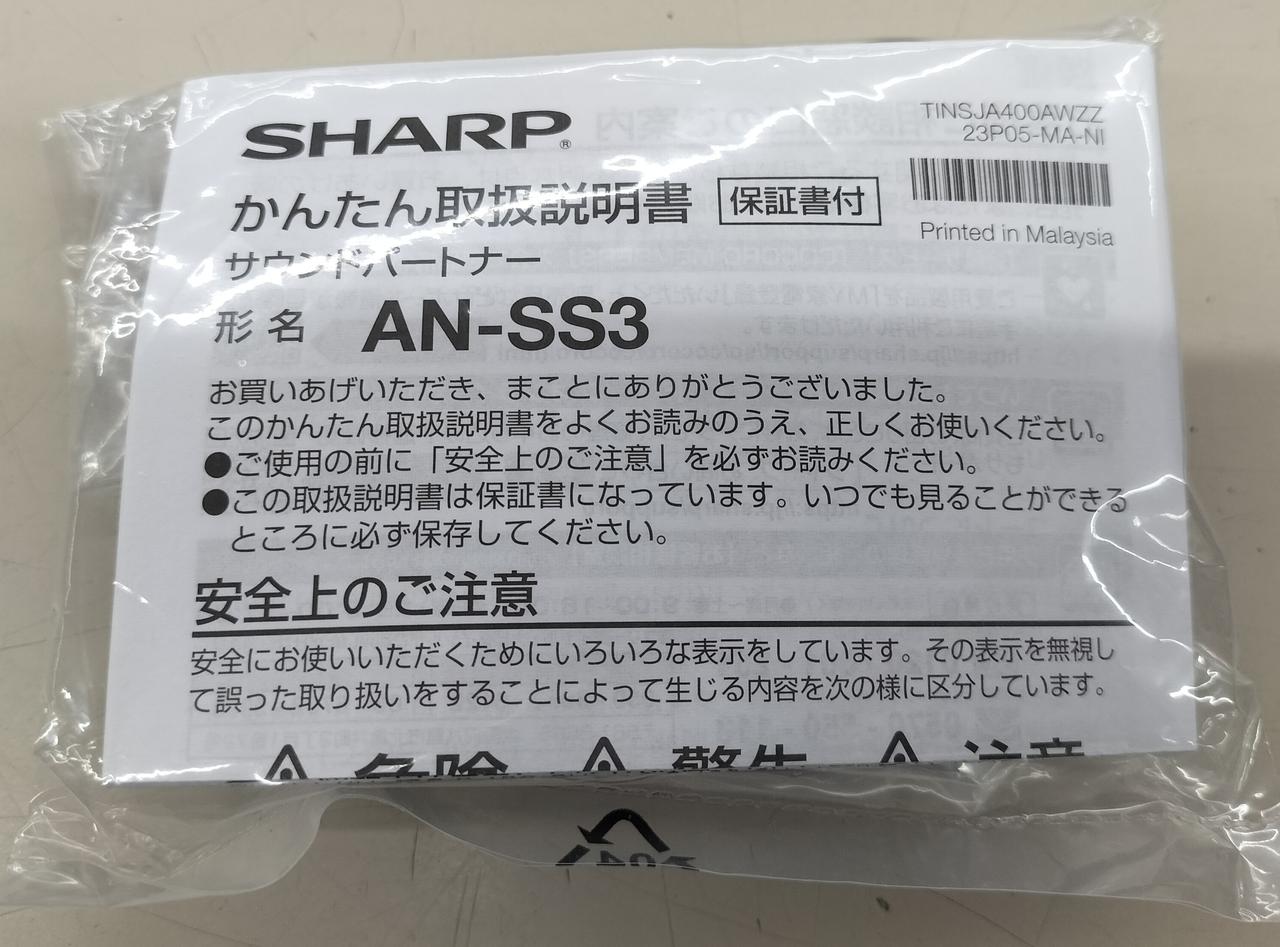 SHARP®
TINSJA400AWZZ
23P05-MA-NI
かんたん取扱説明書 保証書付
Printed in Malaysia
サウンドパートナー
形名 AN-SS3
お買いあげいただき、まことにありがとうございました。
このかんたん取扱説明書をよくお読みのうえ、正しくお使いください。
●ご使用の前に「安全上のご注意」を必ずお読みください。
●この取扱説明書は保証書になっています。いつでも見ることができる
ところに必ず保存してください。
安全上のご注意
安全にお使いいただくためにいろいろな表示をしています。その表示を無視し
て誤った取り扱いをすることによって生じる内容を次の様に区分しています。
危険 警告 注意